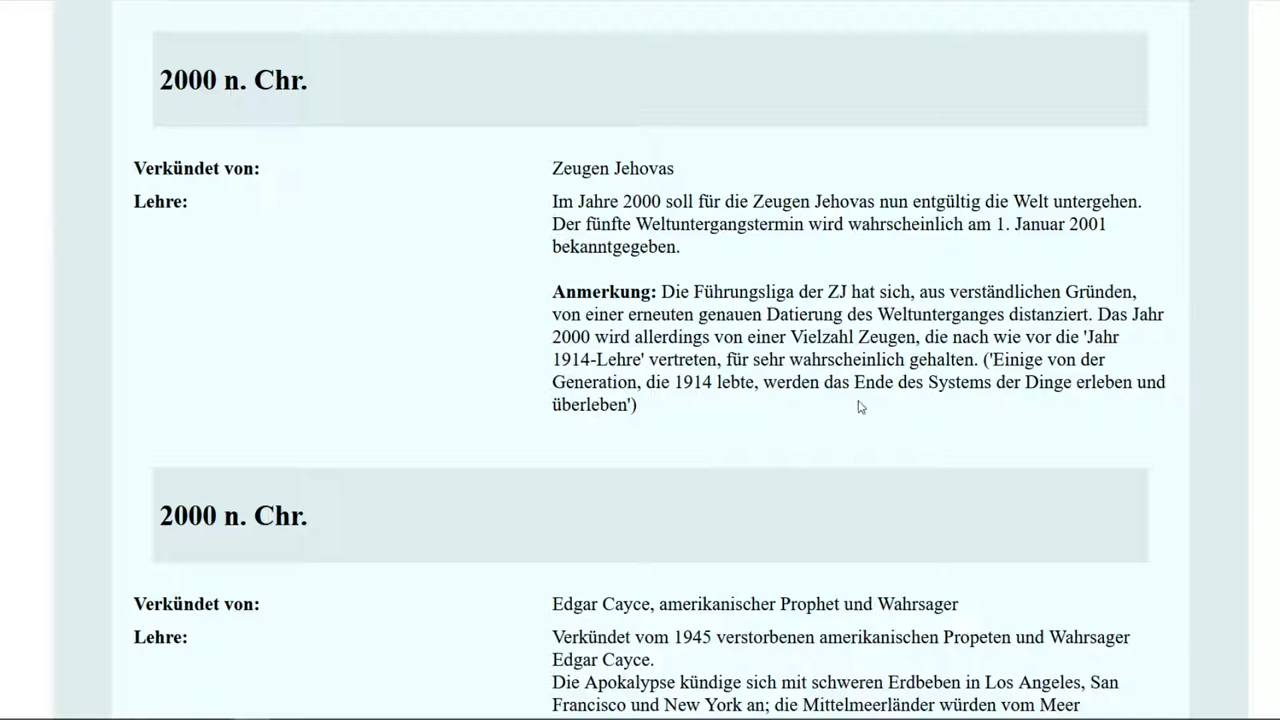 2000 n. Chr.
Verkündet von: Zeugen Jehovas
Lehre: Im Jahre 2000 soll für die Zeugen Jehovas nun entgültig die Welt untergehen.
Der fünfte Weltuntergangstermin wird wahrscheinlich am 1. Januar 2001
bekanntgegeben.
Anmerkung: Die Führungsliga der ZJ hat sich, aus verständlichen Gründen,
von einer erneuten genauen Datierung des Weltunterganges distanziert. Das Jahr
2000 wird allerdings von einer Vielzahl Zeugen, die nach wie vor die 'Jahr
1914-Lehre' vertreten, für sehr wahrscheinlich gehalten. ('Einige von der
Generation, die 1914 lebte, werden das Ende des Systems der Dinge erleben und
überleben')
2000 n. Chr.
Verkündet von: Edgar Cayce, amerikanischer Prophet und Wahrsager
Lehre: Verkündet vom 1945 verstorbenen amerikanischen Propeten und Wahrsager
Edgar Cayce.
Die Apokalypse kündige sich mit schweren Erdbeben in Los Angeles, San
Francisco und New York an; die Mittelmeerländer würden vom Meer